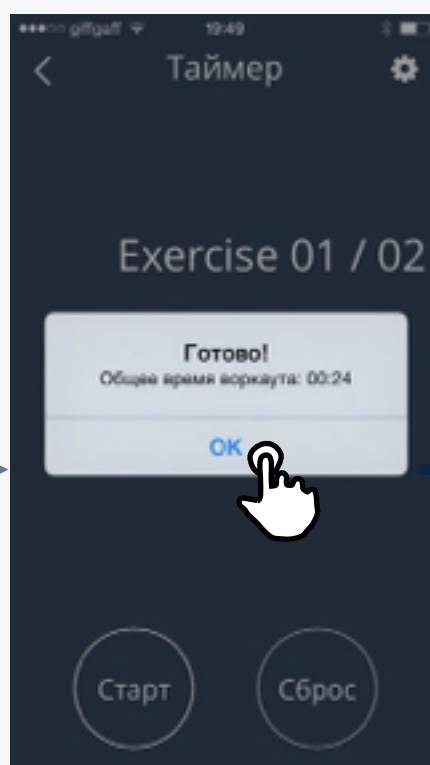 giffgaff 19:49
Таймер
Exercise 01 / 02
Готово!
Общее время воркаута: 00:24
OK
Старт Сброс